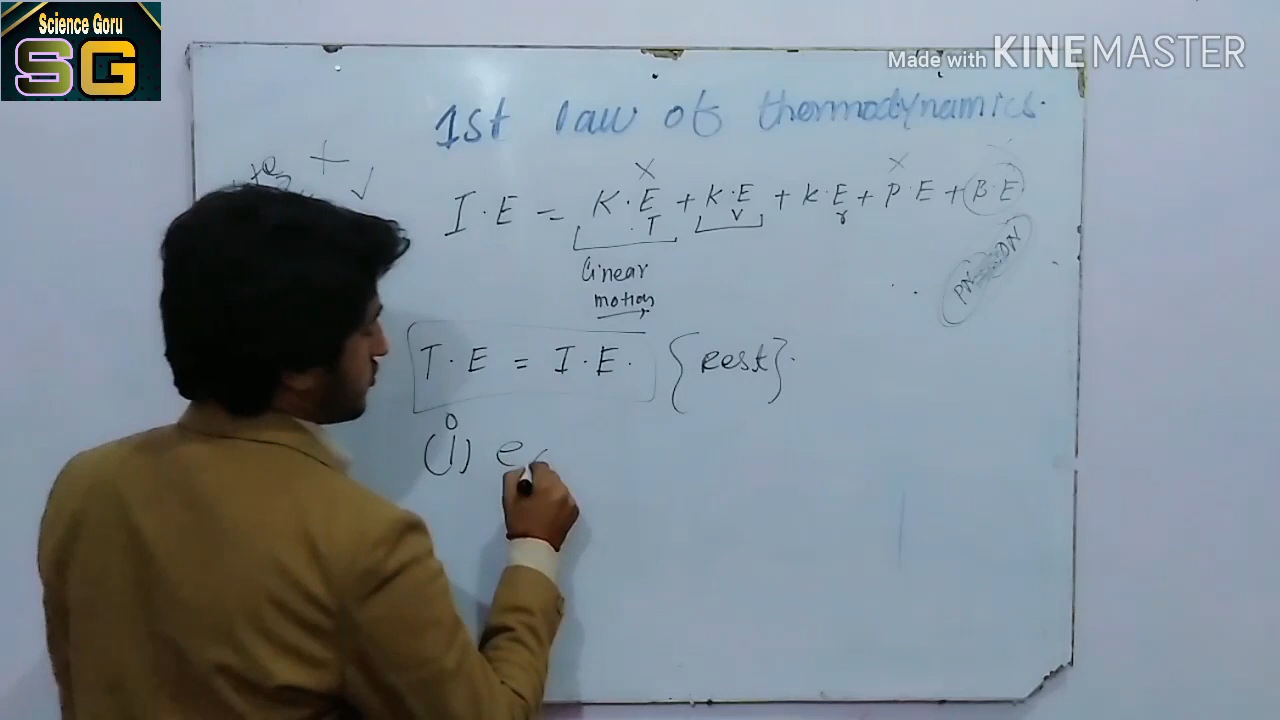 Science Goru
SG
Made with KINEMASTER
1st law of thermodynamics.
I.E = K.E T + K.E v + K.E r + P.E + B.E
X X
Linear
motion
T.E = I.E. {Rest}.
(i) e